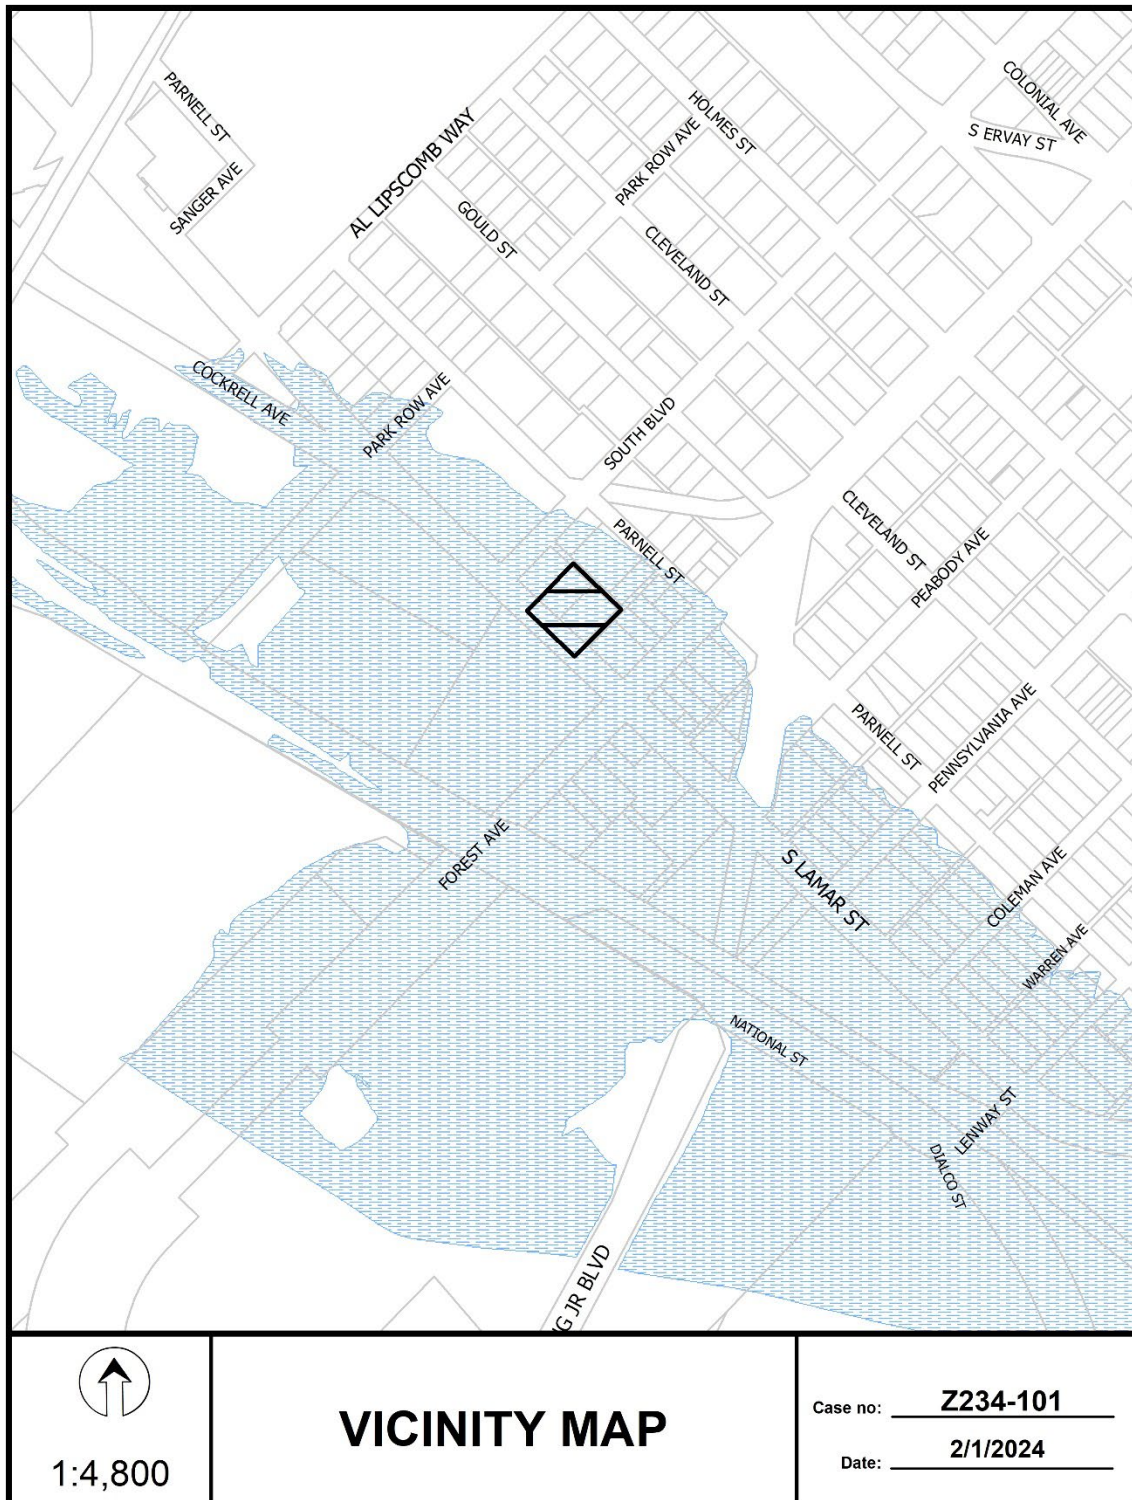 COLONIAL AVE
PARNELL ST
HOLMES ST
S ERVAY ST
AL LIPSCOMB WAY
PARK ROW AVE
SANGER AVE
GOULD ST
CLEVELAND ST
COCKRELL AVE
PARK ROW AVE
SOUTH BLVD
CLEVELAND ST
PARNELL ST
PEABODY AVE
PARNELL ST
PENNSYLVANIA AVE
FOREST AVE
S LAMAR ST
COLEMAN AVE
WARREN AVE
NATIONAL ST
LENWAY ST
DIALCO ST
G JR BLVD
1:4,800
VICINITY MAP
Case no: Z234-101
Date: 2/1/2024